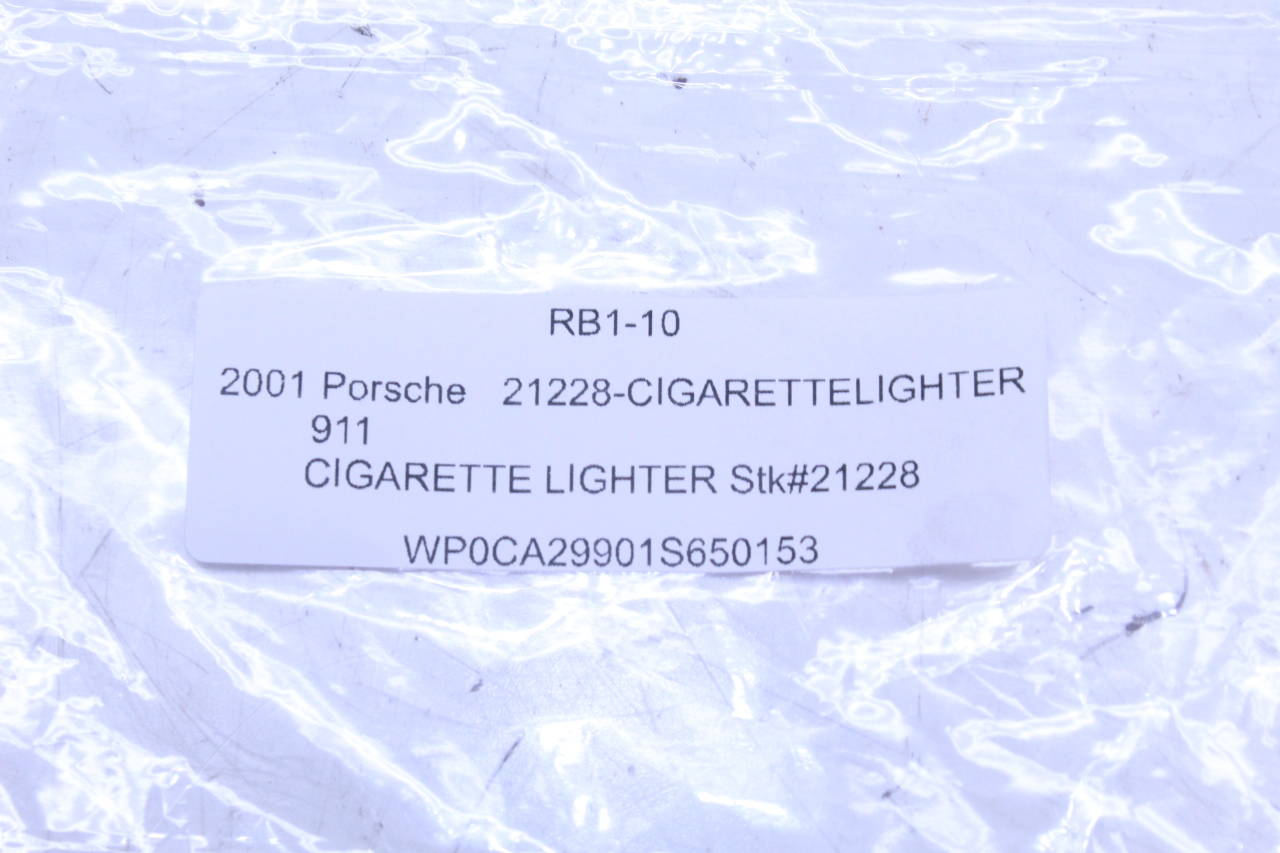 RB1-10
2001 Porsche 21228-CIGARETTELIGHTER
911
CIGARETTE LIGHTER Stk#21228
WP0CA29901S650153